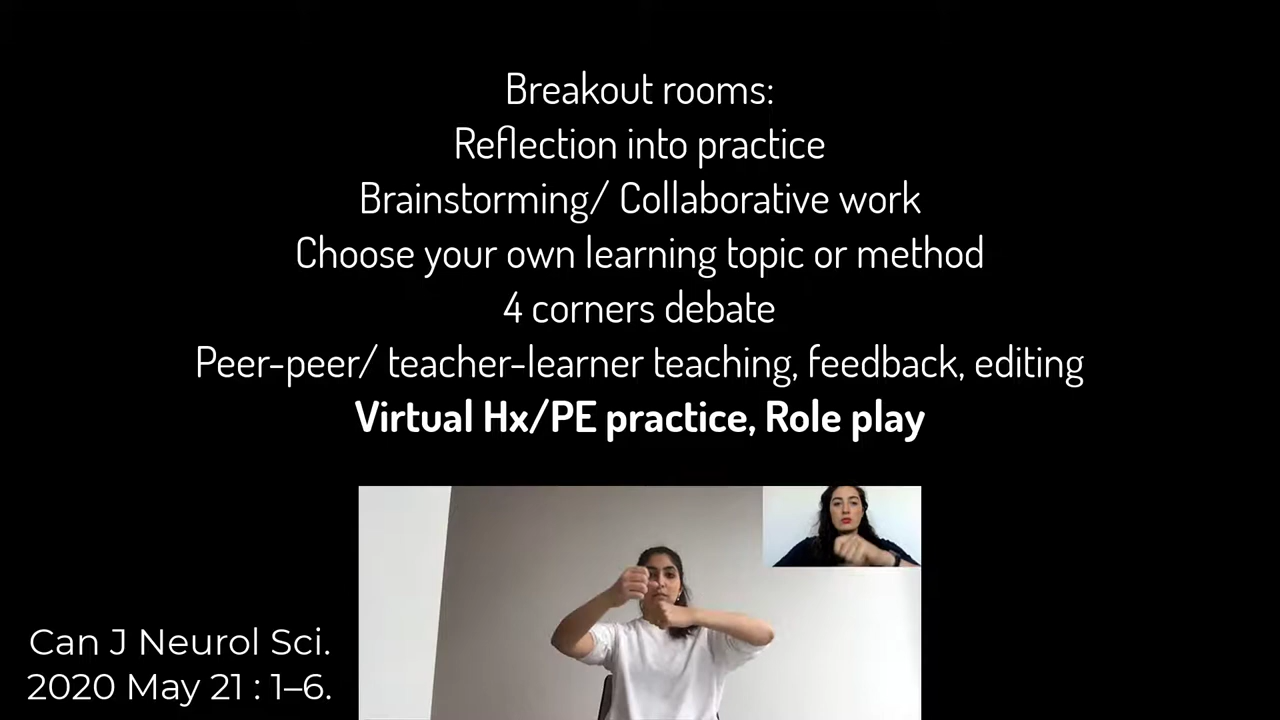 Breakout rooms:
Reflection into practice
Brainstorming/ Collaborative work
Choose your own learning topic or method
4 corners debate
Peer-peer/ teacher-learner teaching, feedback, editing
Virtual Hx/PE practice, Role play
Can J Neurol Sci.
2020 May 21 : 1–6.